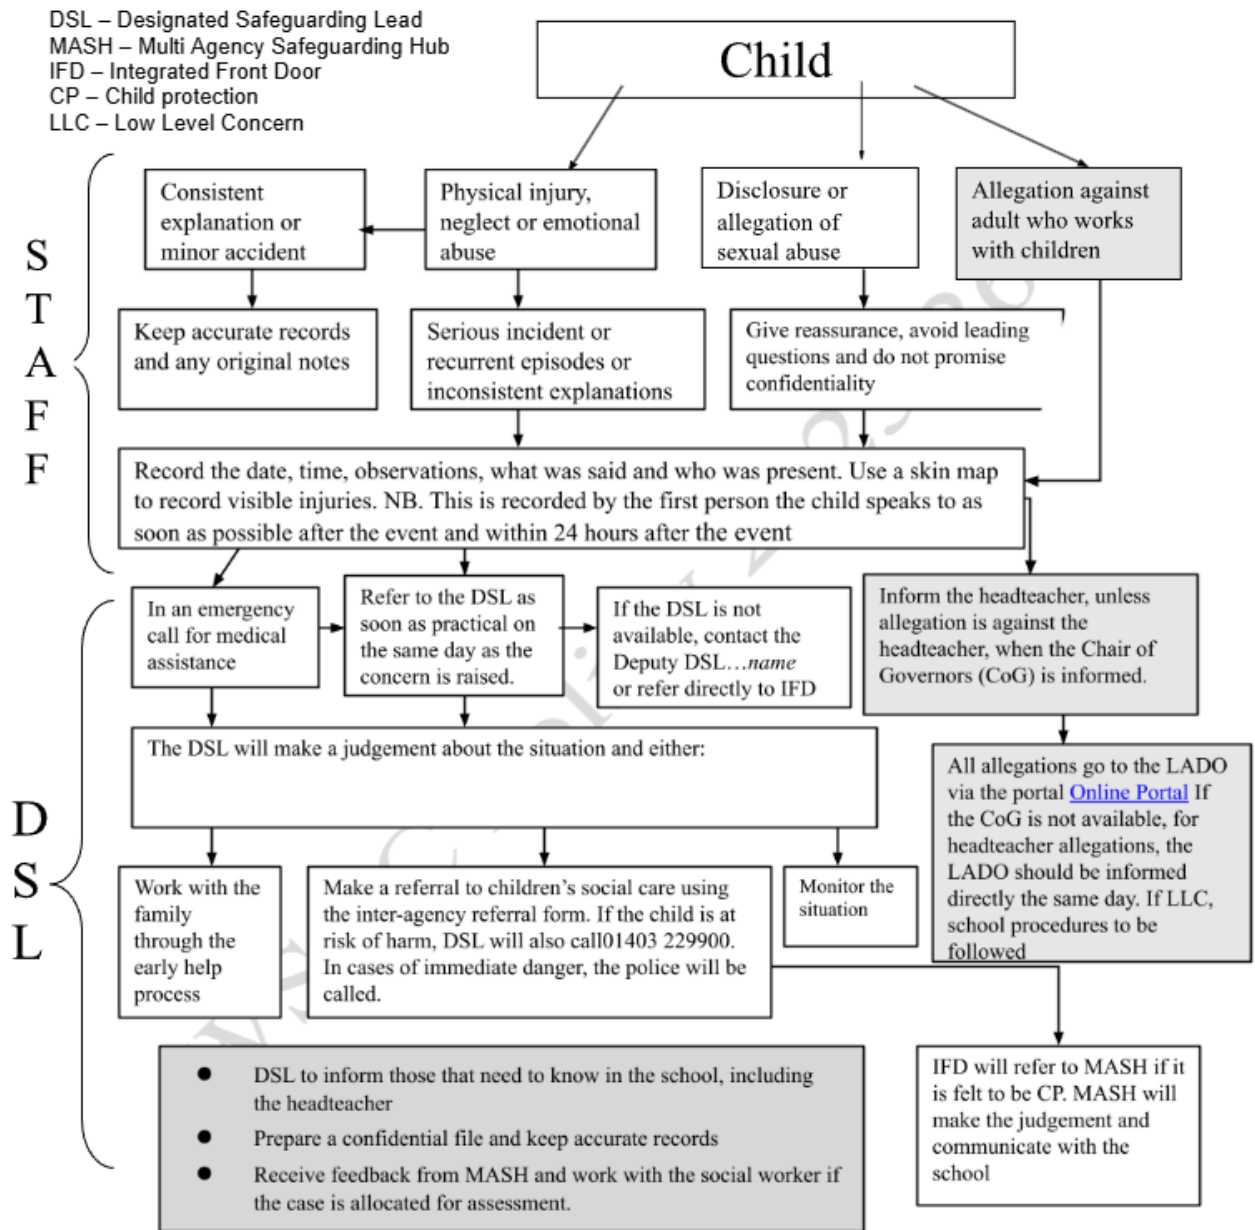 DSL – Designated Safeguarding Lead
MASH – Multi Agency Safeguarding Hub
IFD – Integrated Front Door
CP – Child protection
LLC – Low Level Concern
Child
STAFF
Consistent
explanation or
minor accident
Physical injury,
neglect or emotional
abuse
Disclosure or
allegation of
sexual abuse
Allegation against
adult who works
with children
Keep accurate records
and any original notes
Serious incident or
recurrent episodes or
inconsistent explanations
Give reassurance, avoid leading
questions and do not promise
confidentiality
Record the date, time, observations, what was said and who was present. Use a skin map
to record visible injuries. NB. This is recorded by the first person the child speaks to as
soon as possible after the event and within 24 hours after the event
DSL
In an emergency
call for medical
assistance
Refer to the DSL as
soon as practical on
the same day as the
concern is raised.
If the DSL is not
available, contact the
Deputy DSL…name
or refer directly to IFD
Inform the headteacher, unless
allegation is against the
headteacher, when the Chair of
Governors (CoG) is informed.
The DSL will make a judgement about the situation and either:
All allegations go to the LADO
via the portal Online Portal If
the CoG is not available, for
headteacher allegations, the
LADO should be informed
directly the same day. If LLC,
school procedures to be
followed
Work with the
family
through the
early help
process
Make a referral to children's social care using
the inter-agency referral form. If the child is at
risk of harm, DSL will also call01403 229900.
In cases of immediate danger, the police will be
called.
Monitor the
situation
IFD will refer to MASH if it
is felt to be CP. MASH will
make the judgement and
communicate with the
school
● DSL to inform those that need to know in the school, including
the headteacher
● Prepare a confidential file and keep accurate records
● Receive feedback from MASH and work with the social worker if
the case is allocated for assessment.